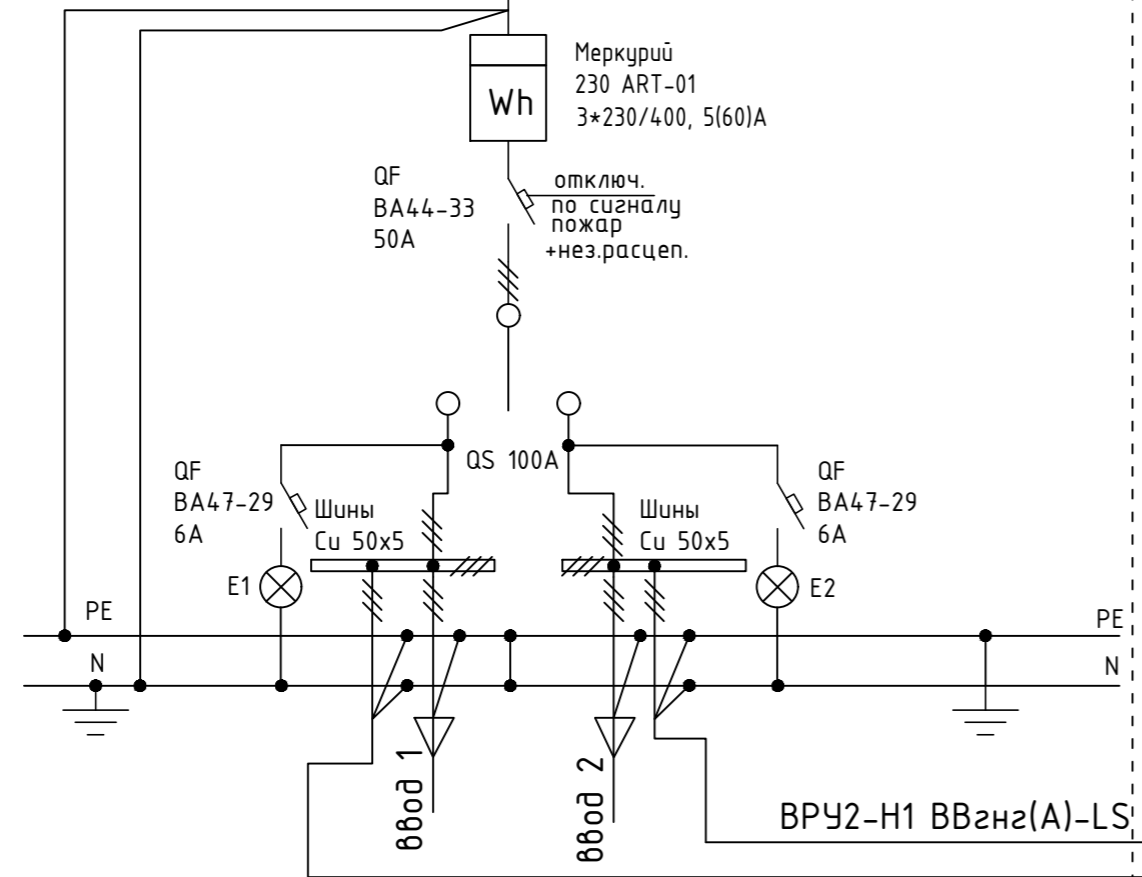 Меркурий
230 ART-01
3*230/400, 5(60)А
Wh
QF
ВА44-33
50А
отключ.
по сигналу
пожар
+нез.расцеп.
QS 100А
QF
ВА47-29
6А
Шины
Cu 50x5
Шины
Cu 50x5
QF
ВА47-29
6А
E1
E2
PE
PE
N
N
ввод 1
ввод 2
ВРУ2-Н1 ВВгнг(А)-LS